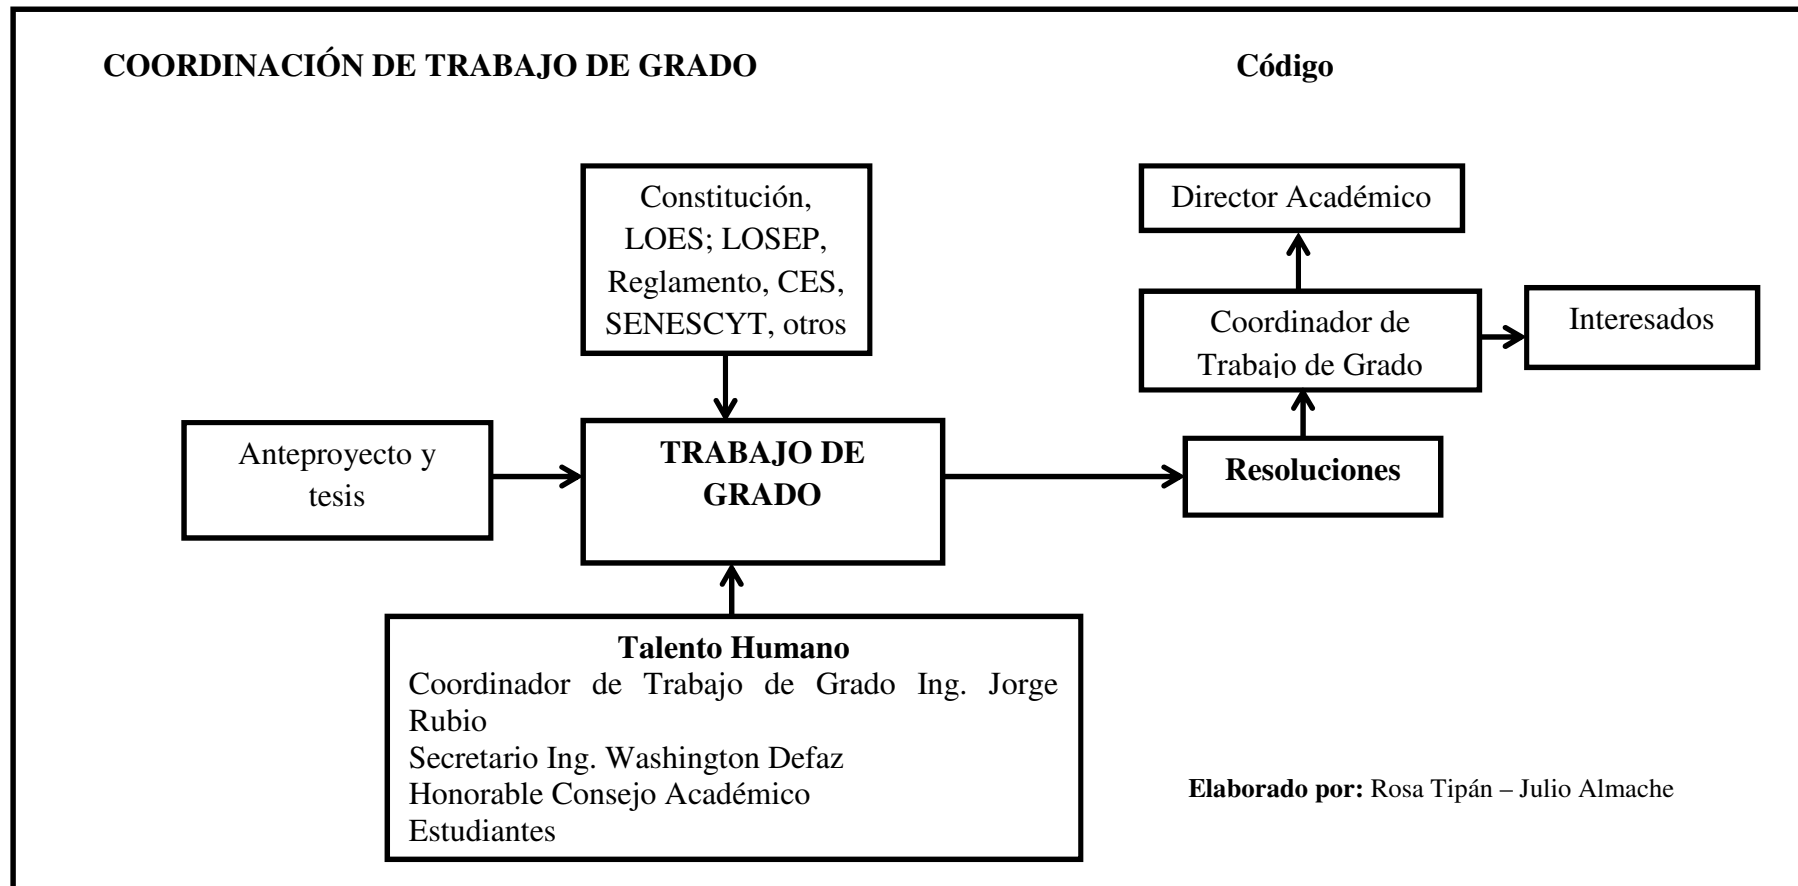 COORDINACIÓN DE TRABAJO DE GRADO
Código
Constitución,
LOES; LOSEP,
Reglamento, CES,
SENESCYT, otros
Director Académico
Coordinador de
Trabajo de Grado
Interesados
Anteproyecto y
tesis
TRABAJO DE
GRADO
Resoluciones
Talento Humano
Coordinador de Trabajo de Grado Ing. Jorge
Rubio
Secretario Ing. Washington Defaz
Honorable Consejo Académico
Estudiantes
Elaborado por: Rosa Tipán – Julio Almache